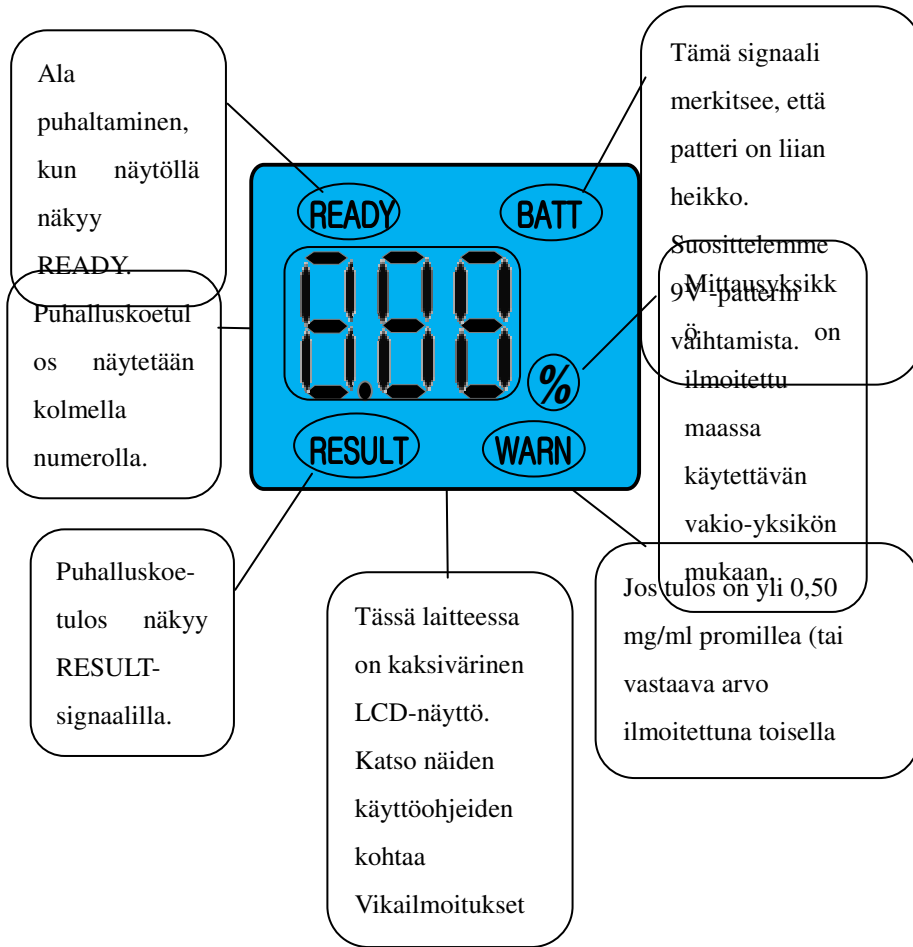 Ala
puhaltaminen,
kun näytöllä
näkyy
READY.
Puhalluskoetul
os näytetään
kolmella
numerolla.
Puhalluskoe-
tulos näkyy
RESULT-
signaalilla.
READY
BATT
8.88
%
RESULT
WARN
Tämä signaali
merkitsee, että
patteri on liian
heikko.
Suosittelemme
9V -patterin
vaihtamista.
Mittausyksikk
ö on
ilmoitettu
maassa
käytettävän
vakio-yksikön
mukaan
Tässä laitteessa
on kaksivärinen
LCD-näyttö.
Katso näiden
käyttöohjeiden
kohtaa
Vikailmoitukset
Jos tulos on yli 0,50
mg/ml promillea (tai
vastaava arvo
ilmoitettuna toisella